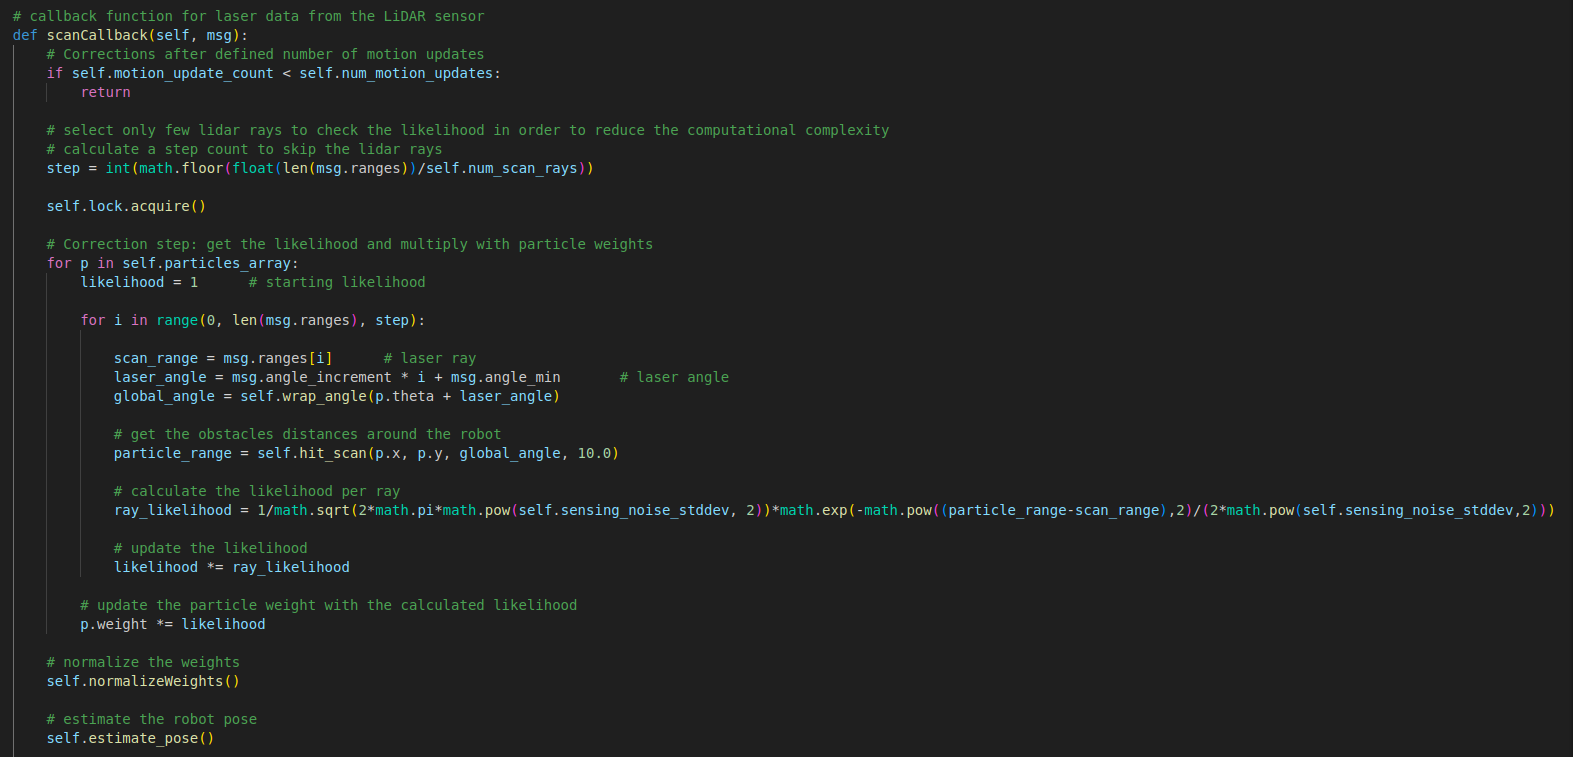 # callback function for laser data from the LiDAR sensor
def scanCallback(self, msg):
    # Corrections after defined number of motion updates
    if self.motion_update_count < self.num_motion_updates:
        return

    # select only few lidar rays to check the likelihood in order to reduce the computational complexity
    # calculate a step count to skip the lidar rays
    step = int(math.floor(float(len(msg.ranges))/self.num_scan_rays))

    self.lock.acquire()

    # Correction step: get the likelihood and multiply with particle weights
    for p in self.particles_array:
        likelihood = 1      # starting likelihood

        for i in range(0, len(msg.ranges), step):

            scan_range = msg.ranges[i]      # laser ray
            laser_angle = msg.angle_increment * i + msg.angle_min       # laser angle
            global_angle = self.wrap_angle(p.theta + laser_angle)

            # get the obstacles distances around the robot
            particle_range = self.hit_scan(p.x, p.y, global_angle, 10.0)

            # calculate the likelihood per ray
            ray_likelihood = 1/math.sqrt(2*math.pi*math.pow(self.sensing_noise_stddev, 2))*math.exp(-math.pow((particle_range-scan_range),2)/(2*math.pow(self.sensing_noise_stddev,2)))

            # update the likelihood
            likelihood *= ray_likelihood

        # update the particle weight with the calculated likelihood
        p.weight *= likelihood

    # normalize the weights
    self.normalizeWeights()

    # estimate the robot pose
    self.estimate_pose()